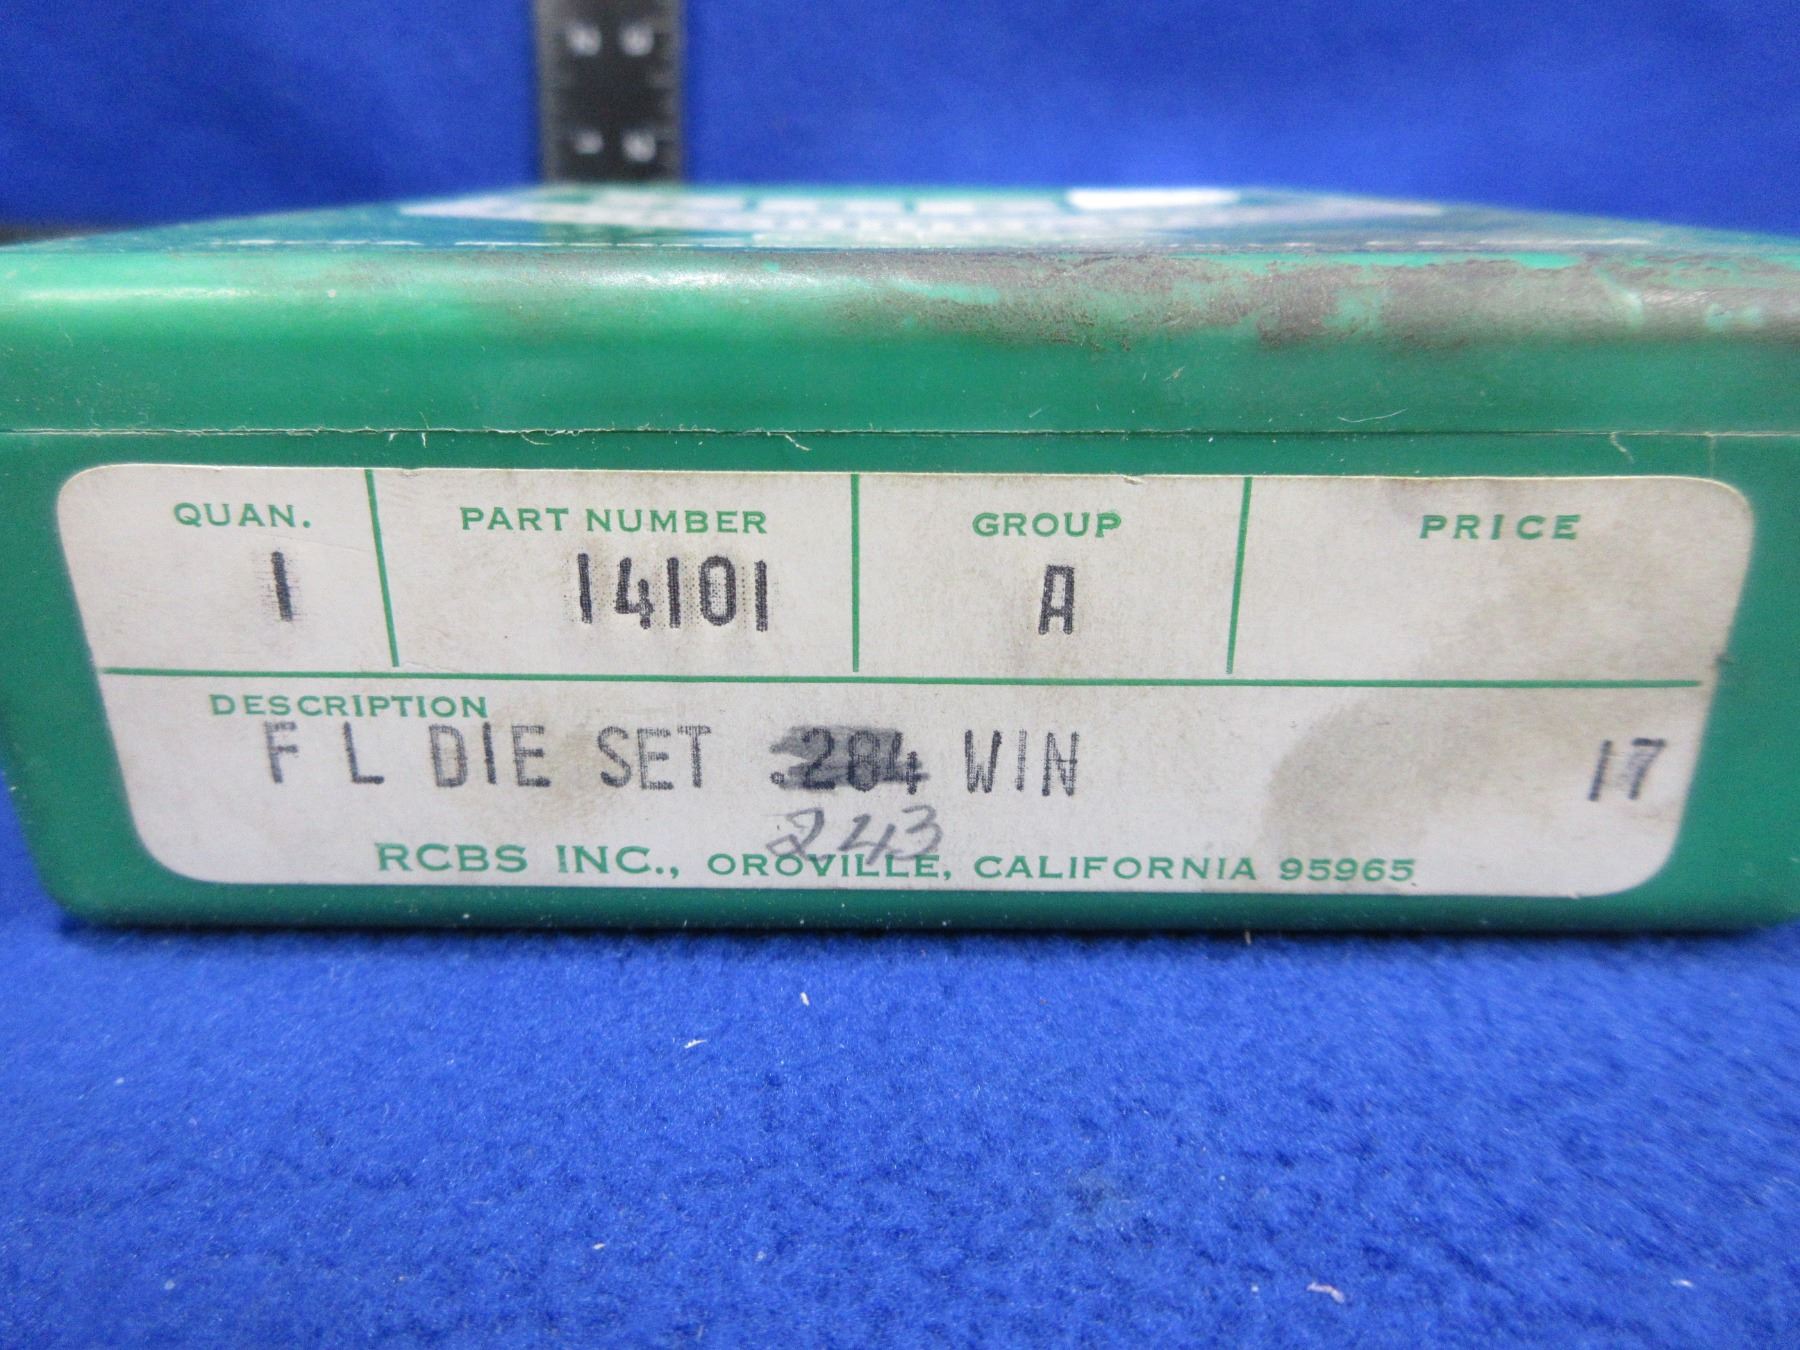 QUAN. PART NUMBER GROUP PRICE
1 14101 A
DESCRIPTION
F L DIE SET .284 WIN 17
243
RCBS INC., OROVILLE, CALIFORNIA 95965